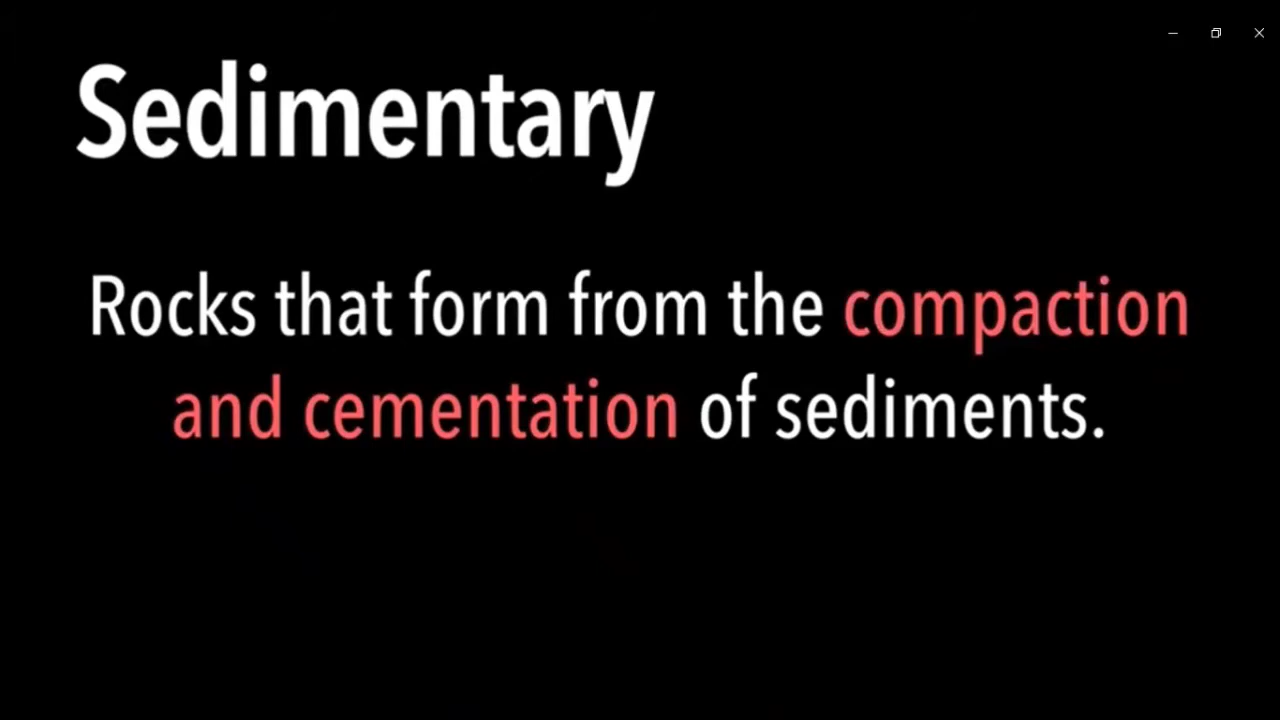 Sedimentary
Rocks that form from the compaction
and cementation of sediments.